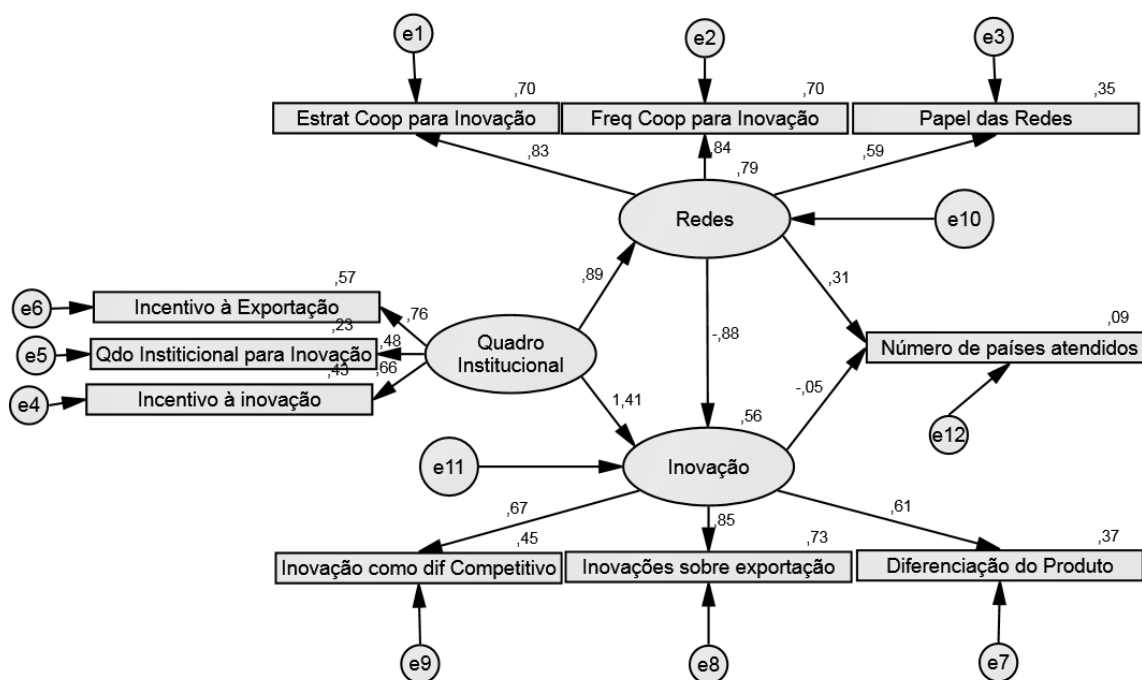 e1
e2
e3
,70
,70
,35
Estrat Coop para Inovação
Freq Coop para Inovação
Papel das Redes
,83
,84
,59
,79
Redes
e10
,89
,31
,57
e6
Incentivo à Exportação
,76
,23
e5
Qdo Institicional para Inovação
,48
,43
,66
e4
Incentivo à inovação
Quadro
Institucional
-,88
,09
Número de países atendidos
-,05
e12
1,41
,56
e11
Inovação
,67
,85
,61
,45
,73
,37
Inovação como dif Competitivo
Inovações sobre exportação
Diferenciação do Produto
e9
e8
e7